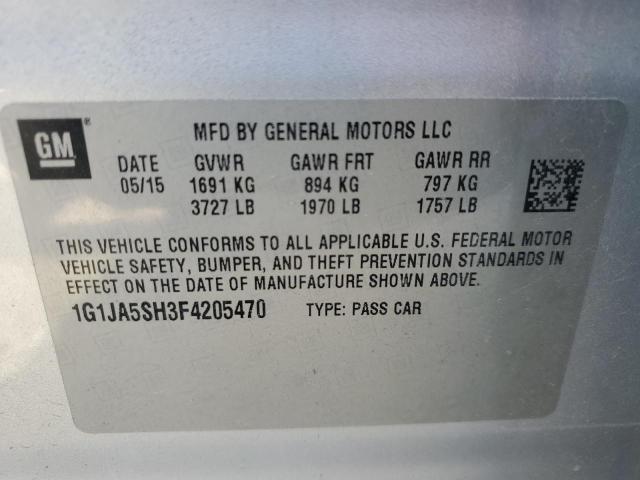 GM®
MFD BY GENERAL MOTORS LLC
DATE GVWR GAWR FRT GAWR RR
05/15 1691 KG 894 KG 797 KG
3727 LB 1970 LB 1757 LB
THIS VEHICLE CONFORMS TO ALL APPLICABLE U.S. FEDERAL MOTOR
VEHICLE SAFETY, BUMPER, AND THEFT PREVENTION STANDARDS IN
EFFECT ON THE DATE OF MANUFACTURE SHOWN ABOVE.
1G1JA5SH3F4205470 TYPE: PASS CAR